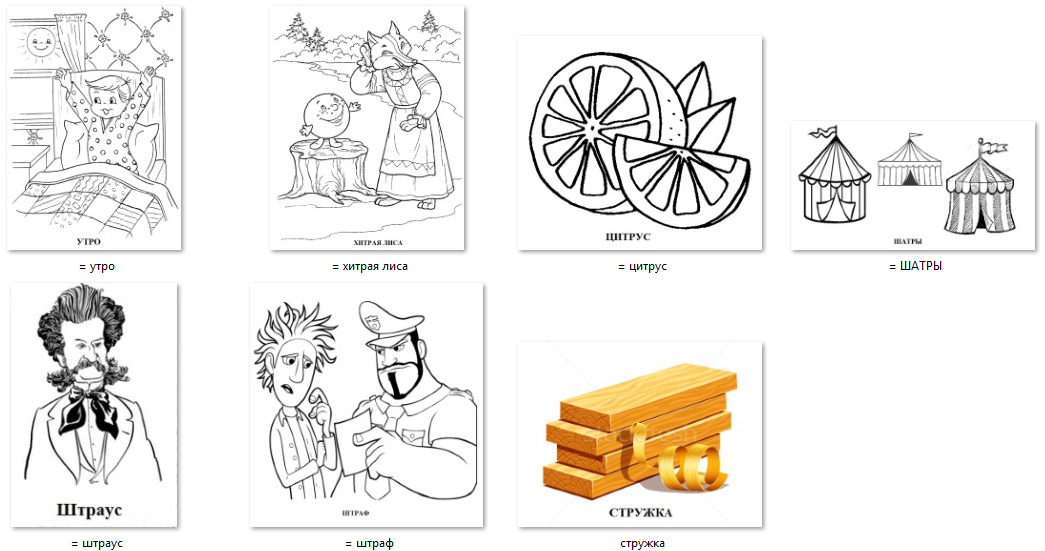 УТРО
ХИТРАЯ ЛИСА
ЦИТРУС
ШАТРЫ
= утро
= хитрая лиса
= цитрус
= ШАТРЫ
Штраус
ШТРАФ
СТРУЖКА
= штраус
= штраф
стружка